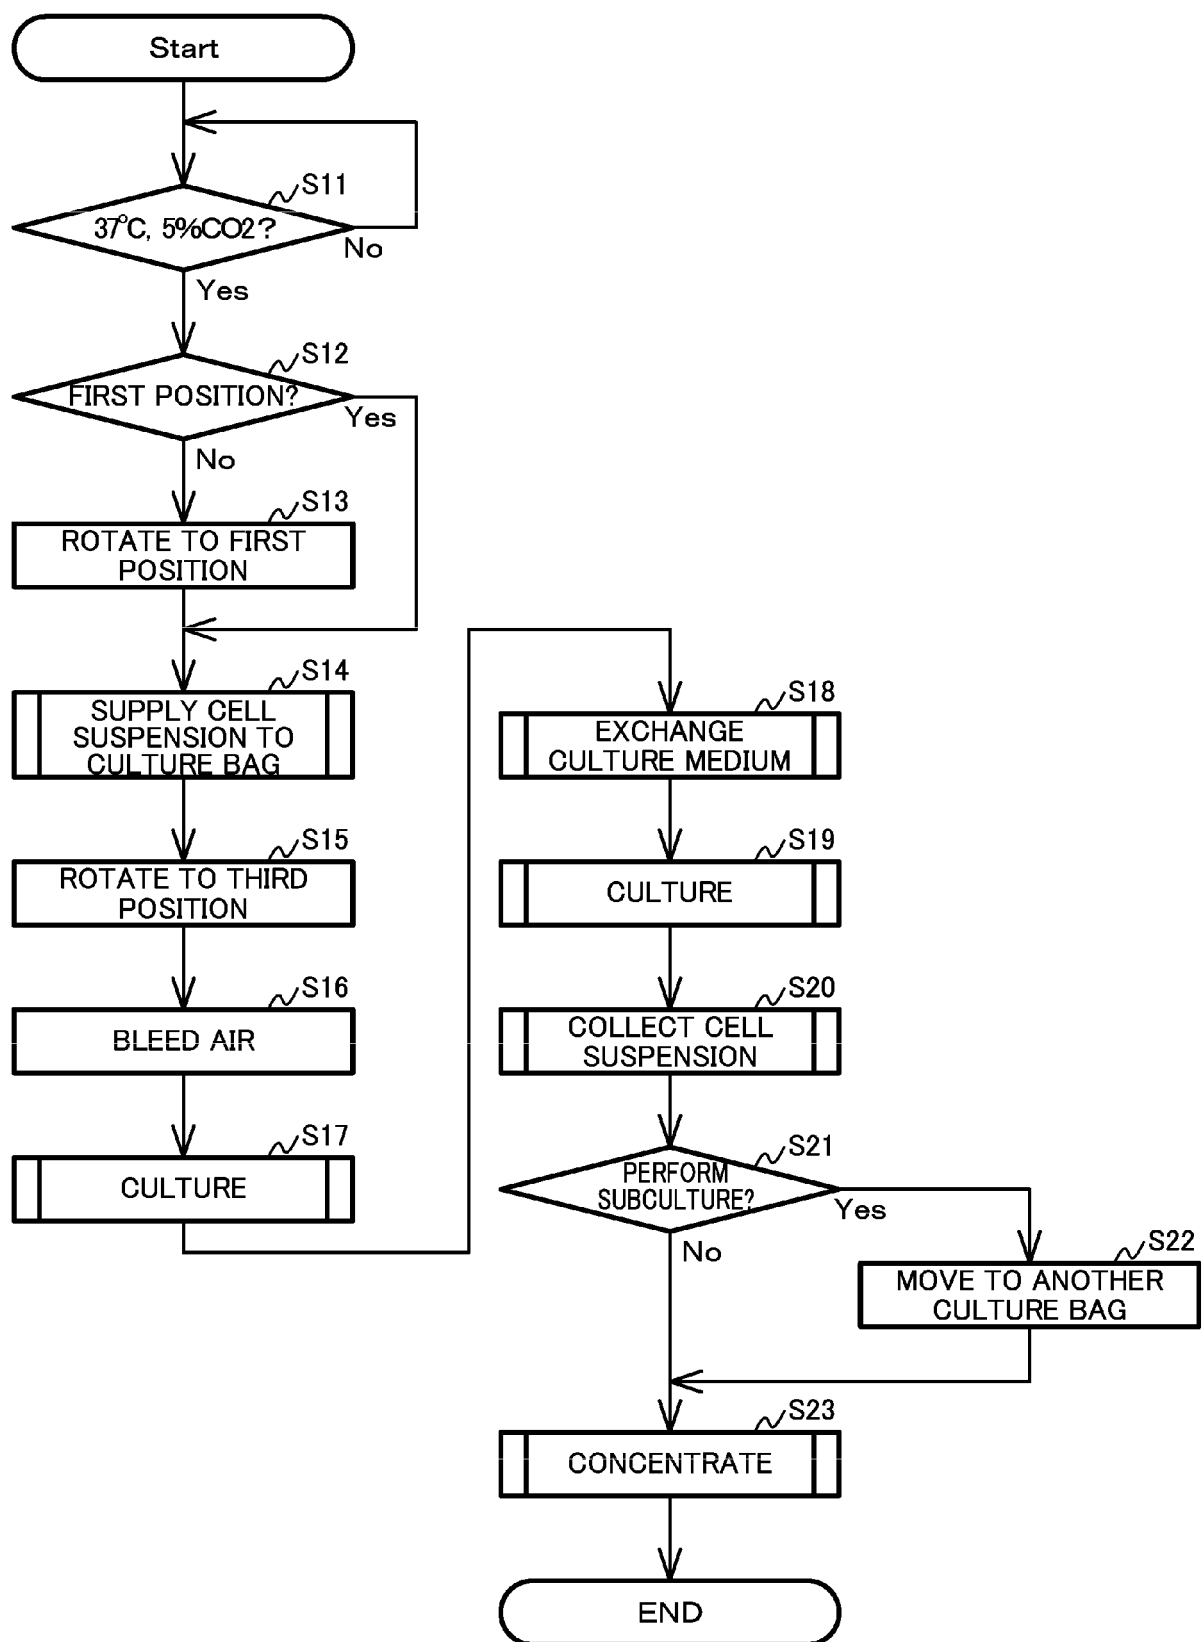 Start
S11
37°C, 5%CO2?
No
Yes
S12
FIRST POSITION?
Yes
No
S13
ROTATE TO FIRST
POSITION
S14
SUPPLY CELL
SUSPENSION TO
CULTURE BAG
S15
ROTATE TO THIRD
POSITION
S16
BLEED AIR
S17
CULTURE
S18
EXCHANGE
CULTURE MEDIUM
S19
CULTURE
S20
COLLECT CELL
SUSPENSION
S21
PERFORM
SUBCULTURE?
Yes
No
S22
MOVE TO ANOTHER
CULTURE BAG
S23
CONCENTRATE
END